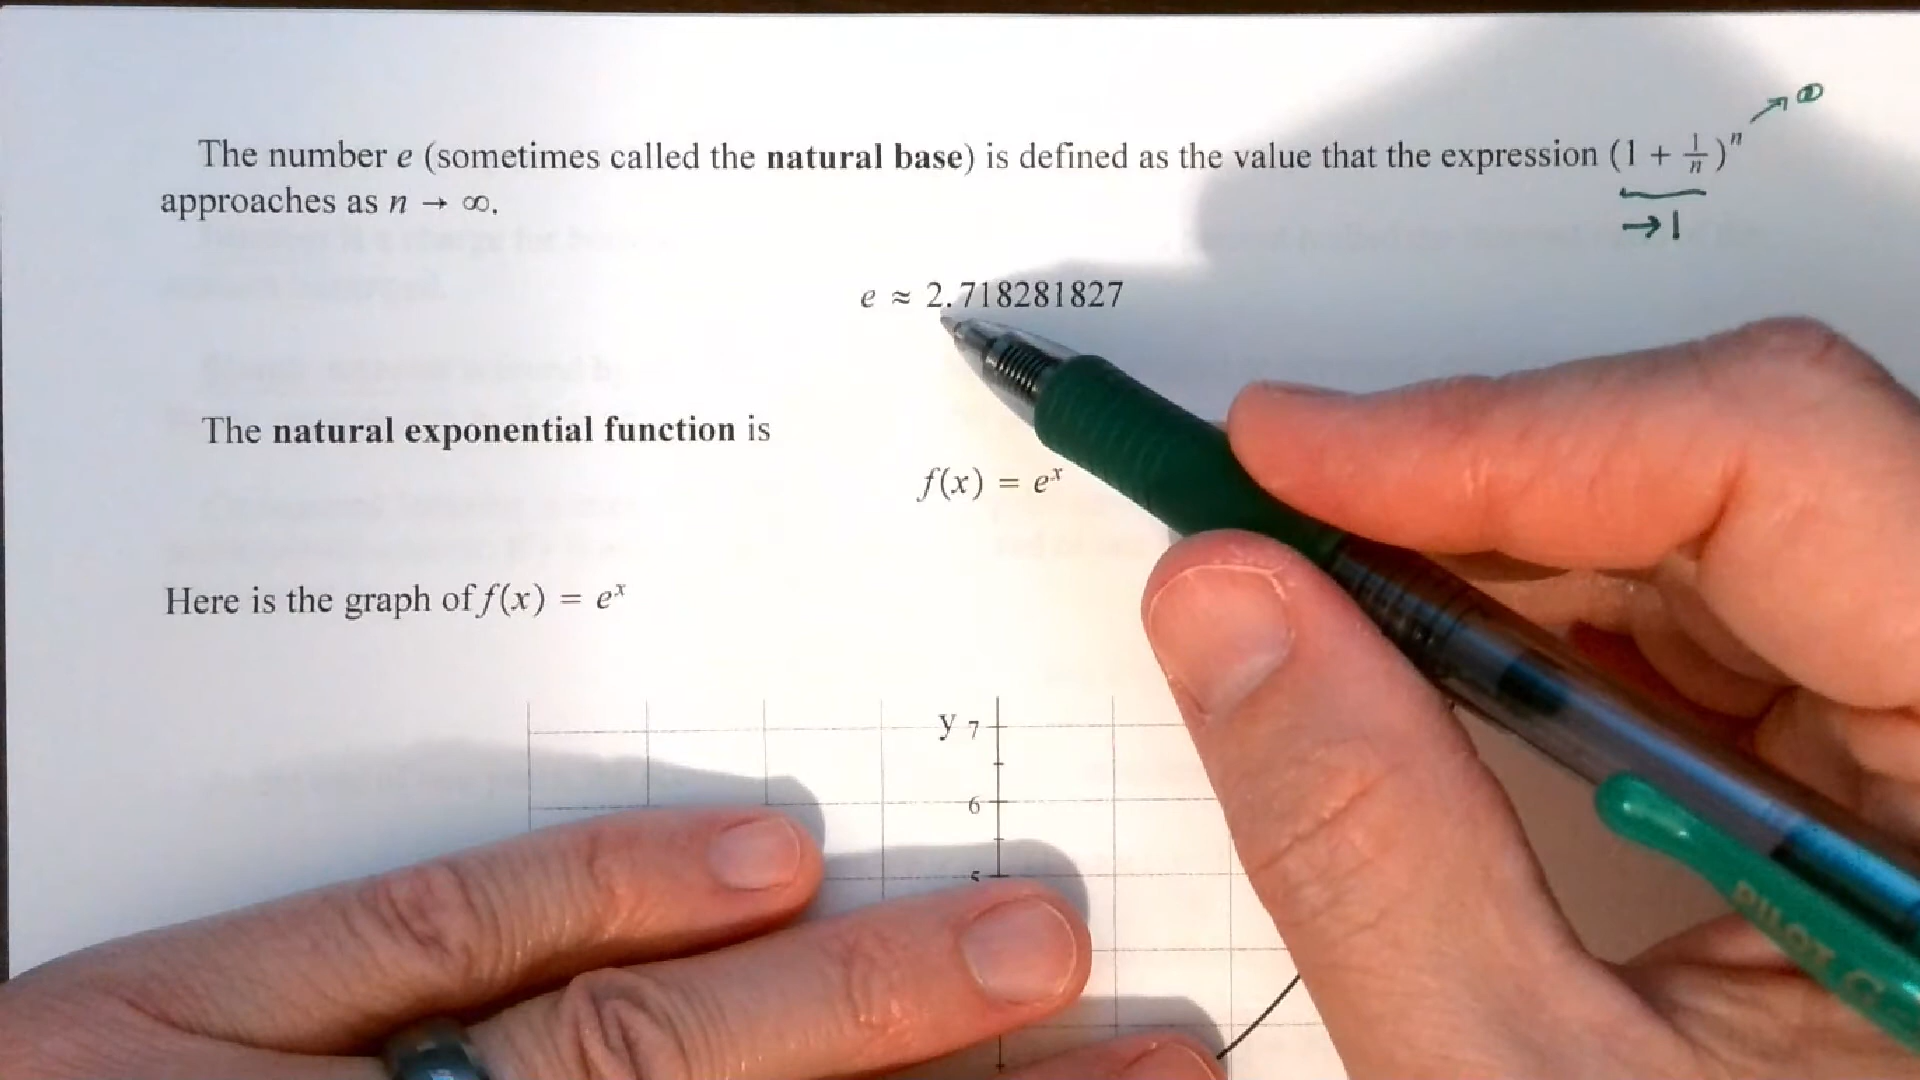 The number e (sometimes called the natural base) is defined as the value that the expression (1 + 1/n)^n → ∞
approaches as n → ∞.
→ 1
e ≈ 2.718281827
The natural exponential function is
f(x) = e^x
Here is the graph of f(x) = e^x
y 7
6
5
PILOT G